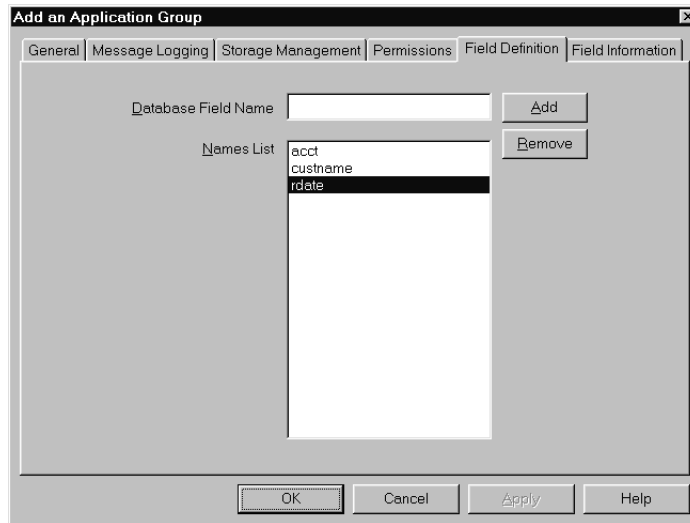 Add an Application Group
General Message Logging Storage Management Permissions Field Definition Field Information
Database Field Name Add
Names List Remove
acct
custname
rdate
OK Cancel Apply Help